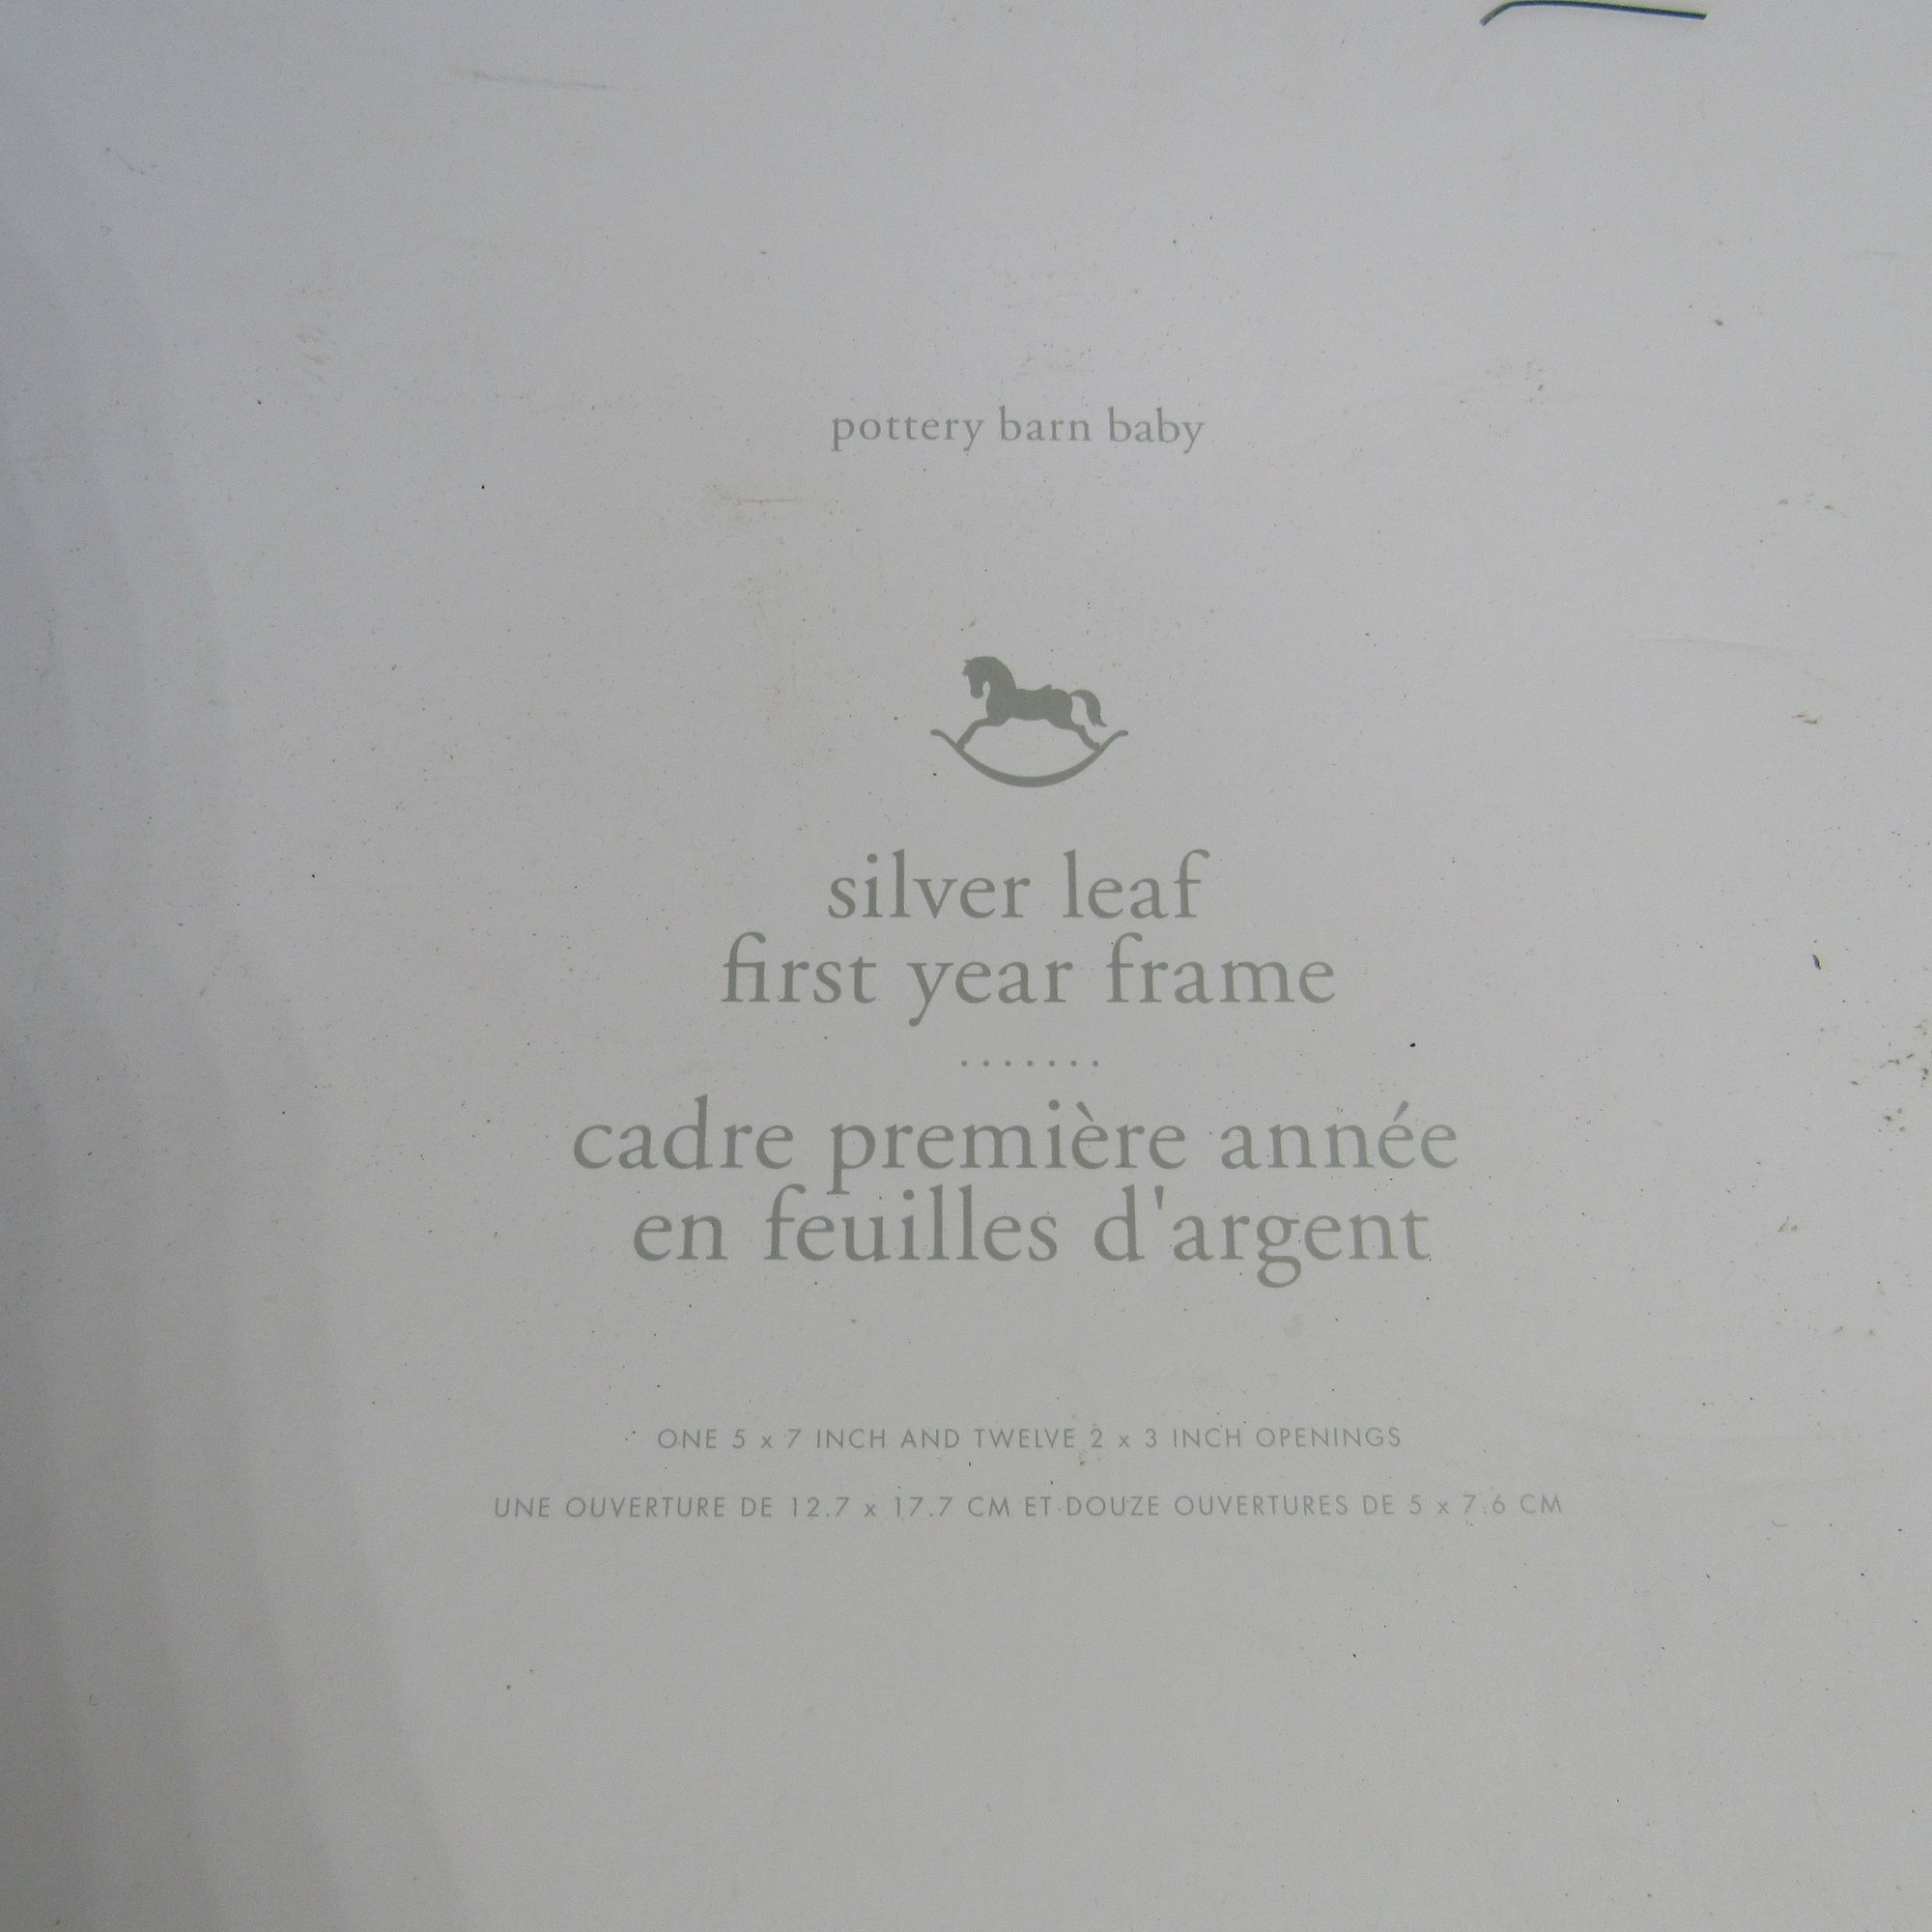 pottery barn baby
silver leaf
first year frame
.......
cadre première année
en feuilles d'argent
ONE 5 x 7 INCH AND TWELVE 2 x 3 INCH OPENINGS
UNE OUVERTURE DE 12.7 x 17.7 CM ET DOUZE OUVERTURES DE 5 x 7.6 CM